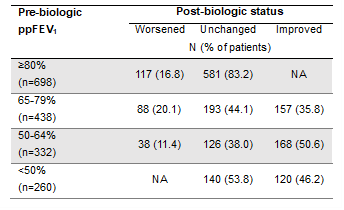 Pre-biologic Post-biologic status
ppFEV₁ Worsened Unchanged Improved
N (% of patients)
≥80%
(n=698) 117 (16.8) 581 (83.2) NA
65-79%
(n=438) 88 (20.1) 193 (44.1) 157 (35.8)
50-64%
(n=332) 38 (11.4) 126 (38.0) 168 (50.6)
<50%
(n=260) NA 140 (53.8) 120 (46.2)